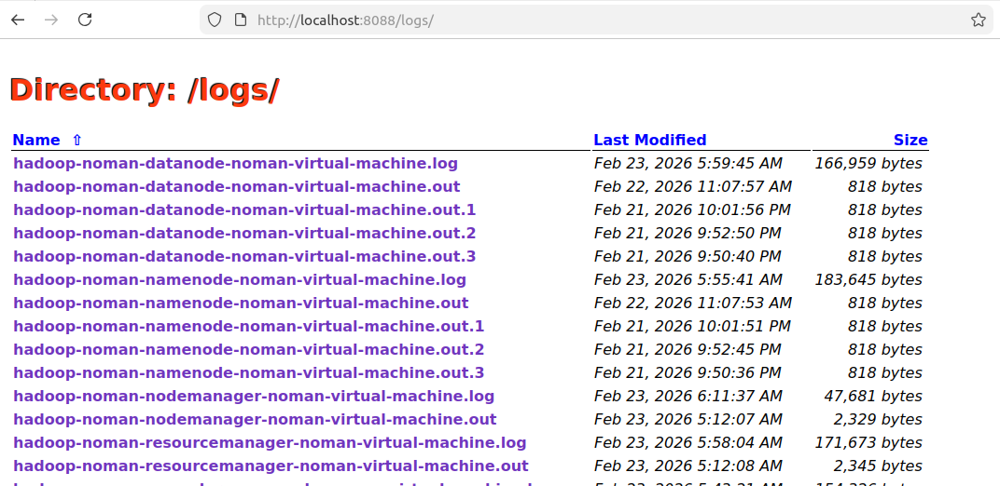 http://localhost:8088/logs/
Directory: /logs/
Name ⇧ Last Modified Size
hadoop-noman-datanode-noman-virtual-machine.log Feb 23, 2026 5:59:45 AM 166,959 bytes
hadoop-noman-datanode-noman-virtual-machine.out Feb 22, 2026 11:07:57 AM 818 bytes
hadoop-noman-datanode-noman-virtual-machine.out.1 Feb 21, 2026 10:01:56 PM 818 bytes
hadoop-noman-datanode-noman-virtual-machine.out.2 Feb 21, 2026 9:52:50 PM 818 bytes
hadoop-noman-datanode-noman-virtual-machine.out.3 Feb 21, 2026 9:50:40 PM 818 bytes
hadoop-noman-namenode-noman-virtual-machine.log Feb 23, 2026 5:55:41 AM 183,645 bytes
hadoop-noman-namenode-noman-virtual-machine.out Feb 22, 2026 11:07:53 AM 818 bytes
hadoop-noman-namenode-noman-virtual-machine.out.1 Feb 21, 2026 10:01:51 PM 818 bytes
hadoop-noman-namenode-noman-virtual-machine.out.2 Feb 21, 2026 9:52:45 PM 818 bytes
hadoop-noman-namenode-noman-virtual-machine.out.3 Feb 21, 2026 9:50:36 PM 818 bytes
hadoop-noman-nodemanager-noman-virtual-machine.log Feb 23, 2026 6:11:37 AM 47,681 bytes
hadoop-noman-nodemanager-noman-virtual-machine.out Feb 23, 2026 5:12:07 AM 2,329 bytes
hadoop-noman-resourcemanager-noman-virtual-machine.log Feb 23, 2026 5:58:04 AM 171,673 bytes
hadoop-noman-resourcemanager-noman-virtual-machine.out Feb 23, 2026 5:12:08 AM 2,345 bytes